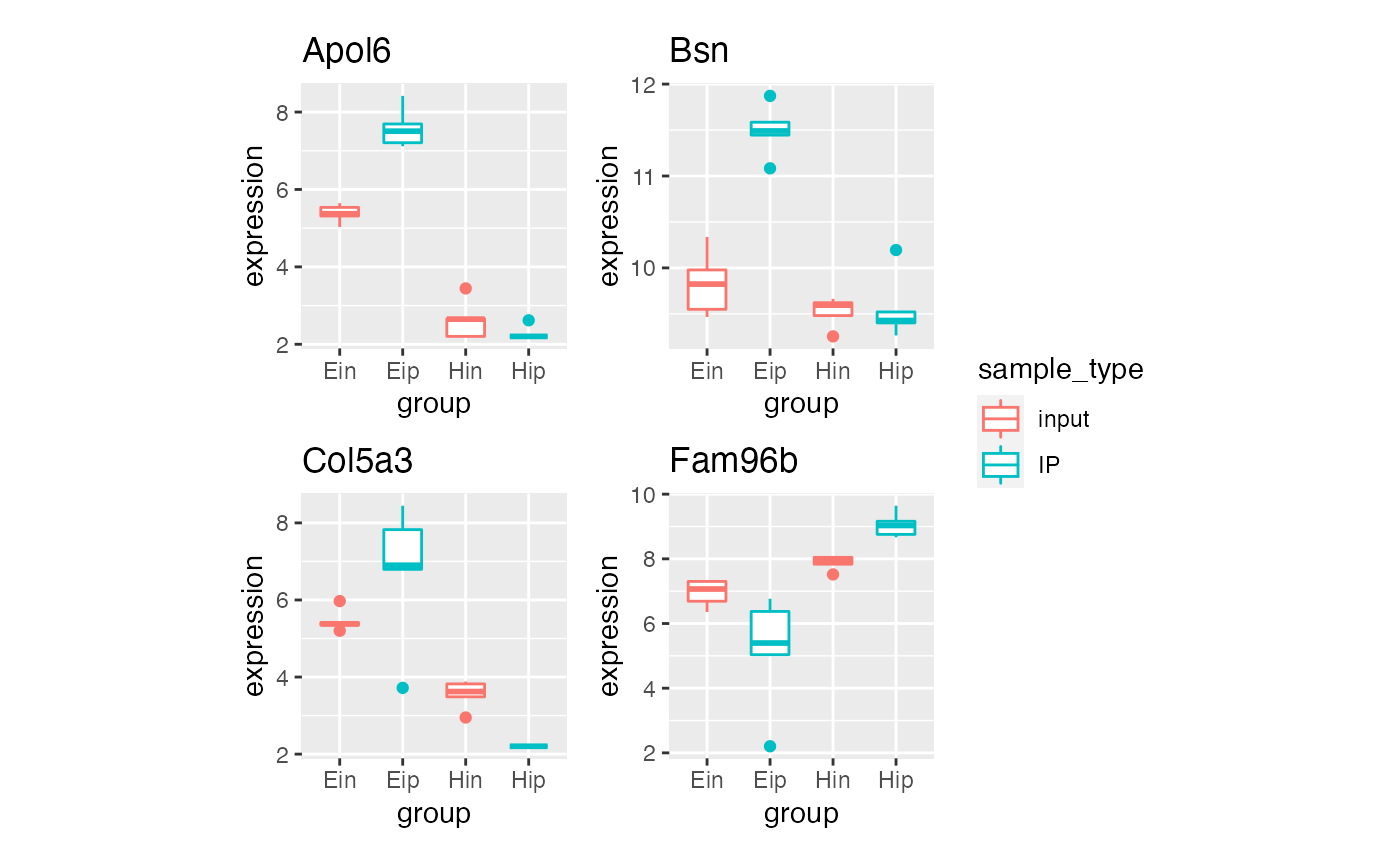 Apol6
expression
8
6
4
2
Ein Eip Hin Hip
group
Bsn
expression
12
11
10
Ein Eip Hin Hip
group
Col5a3
expression
8
6
4
2
Ein Eip Hin Hip
group
Fam96b
expression
10
8
6
4
2
Ein Eip Hin Hip
group
sample_type
input
IP